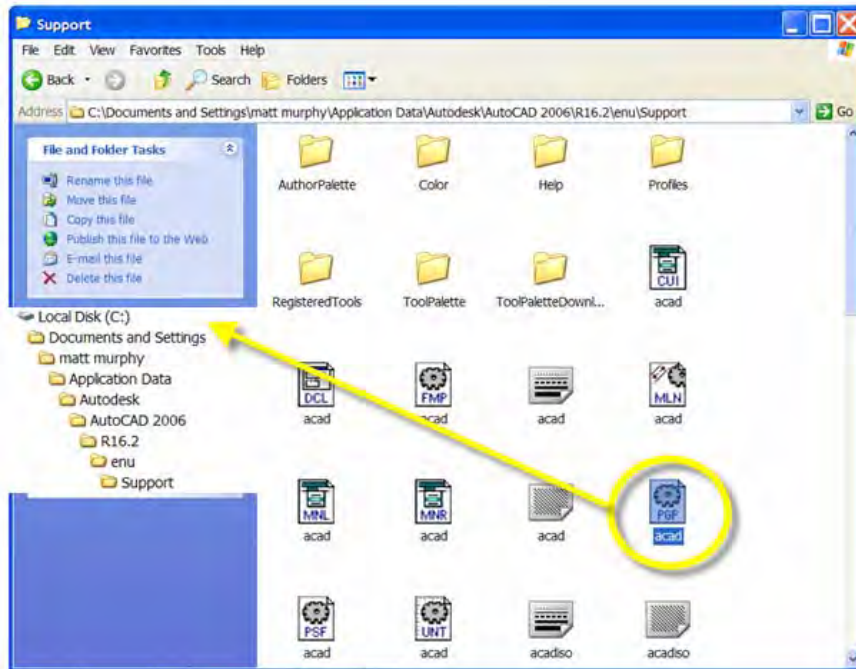 Support
File Edit View Favorites Tools Help
Back Search Folders
Address C:\Documents and Settings\matt murphy\Application Data\Autodesk\AutoCAD 2006\R16.2\enu\Support Go
File and Folder Tasks
Rename this file
Move this file
Copy this file
Publish this file to the Web
E-mail this file
Delete this file
AuthorPalette Color Help Profiles
CUI
RegisteredTools ToolPalette ToolPaletteDownl... acad
Local Disk (C:)
Documents and Settings
matt murphy
Application Data
Autodesk
AutoCAD 2006
R16.2
enu
Support
DCL FMP MLN
acad acad acad acad
MNL MNR PGP
acad acad acad acad
PSF UNT
acad acad acadiso acadiso